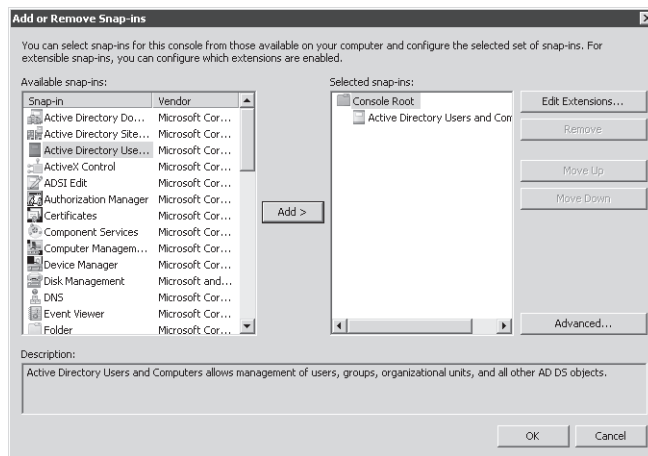 Add or Remove Snap-ins
You can select snap-ins for this console from those available on your computer and configure the selected set of snap-ins. For
extensible snap-ins, you can configure which extensions are enabled.
Available snap-ins:
Snap-in Vendor
Active Directory Do... Microsoft Cor...
Active Directory Site... Microsoft Cor...
Active Directory Use... Microsoft Cor...
ActiveX Control Microsoft Cor...
ADSI Edit Microsoft Cor...
Authorization Manager Microsoft Cor...
Certificates Microsoft Cor...
Component Services Microsoft Cor...
Computer Managem... Microsoft Cor...
Device Manager Microsoft Cor...
Disk Management Microsoft and...
DNS Microsoft Cor...
Event Viewer Microsoft Cor...
Folder Microsoft Cor...
Add >
Selected snap-ins:
Console Root
Active Directory Users and Com
Edit Extensions...
Remove
Move Up
Move Down
Advanced...
Description:
Active Directory Users and Computers allows management of users, groups, organizational units, and all other AD DS objects.
OK Cancel